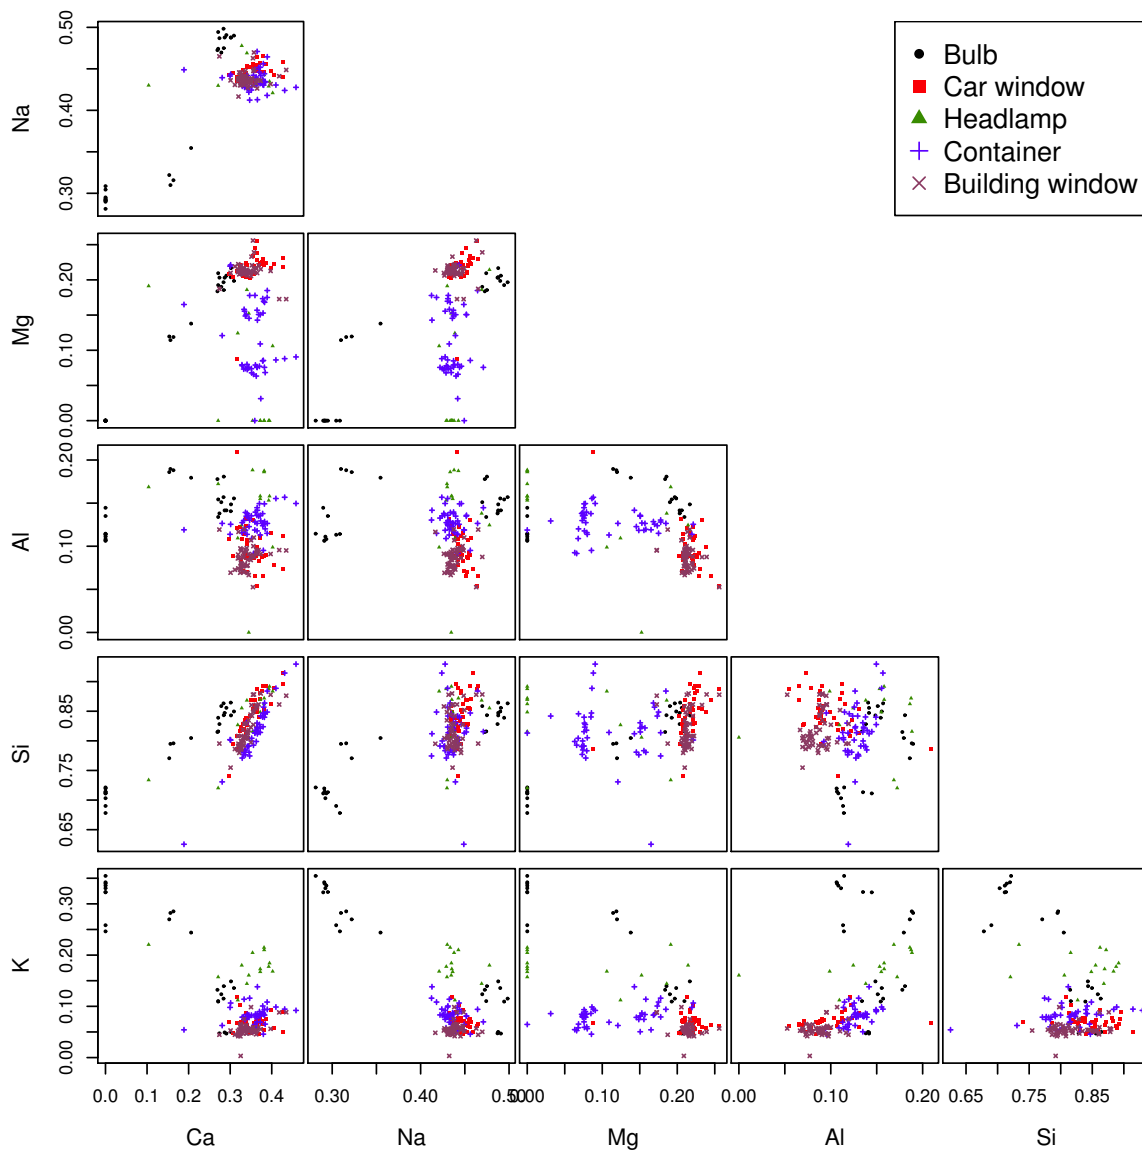 Bulb
Car window
Headlamp
Container
Building window
Na
0.30 0.40 0.50
Mg
0.00 0.10 0.20
Al
0.00 0.10 0.20
Si
0.65 0.75 0.85
K
0.00 0.10 0.20 0.30
0.0 0.1 0.2 0.3 0.4
0.30 0.40 0.50
0.00 0.10 0.20
0.00 0.10 0.20
0.65 0.75 0.85
Ca Na Mg Al Si